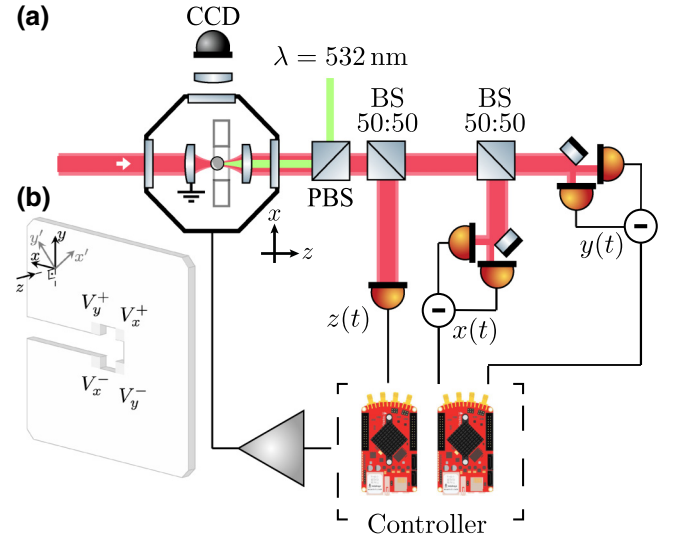 (a)
CCD
λ = 532 nm
BS
50:50
BS
50:50
PBS
x
z
y(t)
(b)
y′
y
x
x′
z
V_y^+
V_x^+
V_x^-
V_y^-
z(t)
x(t)
Controller